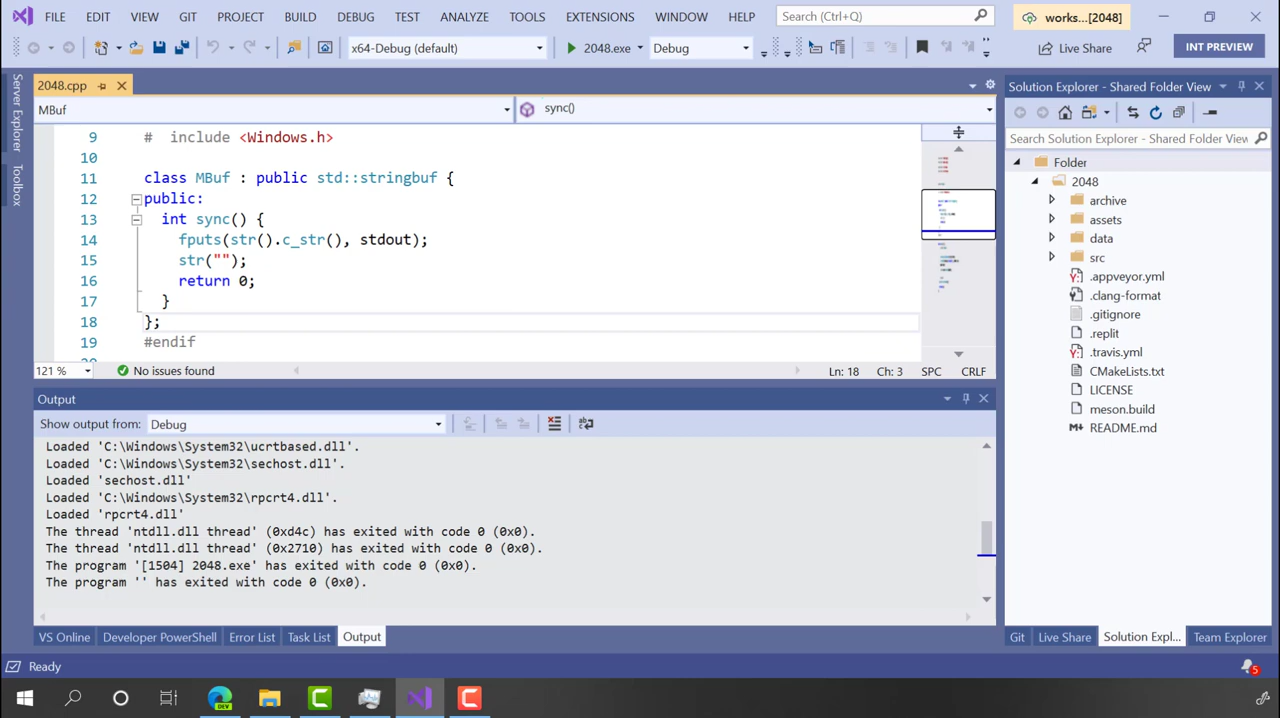 FILE EDIT VIEW GIT PROJECT BUILD DEBUG TEST ANALYZE TOOLS EXTENSIONS WINDOW HELP Search (Ctrl+Q) works...[2048]
x64-Debug (default) 2048.exe Debug Live Share INT PREVIEW
Server Explorer
Toolbox
2048.cpp
MBuf sync()
9 # include <Windows.h>
10
11 class MBuf : public std::stringbuf {
12 public:
13 int sync() {
14 fputs(str().c_str(), stdout);
15 str("");
16 return 0;
17 }
18 };
19 #endif
121 % No issues found Ln: 18 Ch: 3 SPC CRLF
Output
Show output from: Debug
Loaded 'C:\Windows\System32\ucrtbased.dll'.
Loaded 'C:\Windows\System32\sechost.dll'.
Loaded 'sechost.dll'
Loaded 'C:\Windows\System32\rpcrt4.dll'.
Loaded 'rpcrt4.dll'
The thread 'ntdll.dll thread' (0xd4c) has exited with code 0 (0x0).
The thread 'ntdll.dll thread' (0x2710) has exited with code 0 (0x0).
The program '[1504] 2048.exe' has exited with code 0 (0x0).
The program '' has exited with code 0 (0x0).
VS Online Developer PowerShell Error List Task List Output
Solution Explorer - Shared Folder View
Search Solution Explorer - Shared Folder View
Folder
2048
archive
assets
data
src
.appveyor.yml
.clang-format
.gitignore
.replit
.travis.yml
CMakeLists.txt
LICENSE
meson.build
README.md
Git Live Share Solution Expl... Team Explorer
Ready 5
DEV